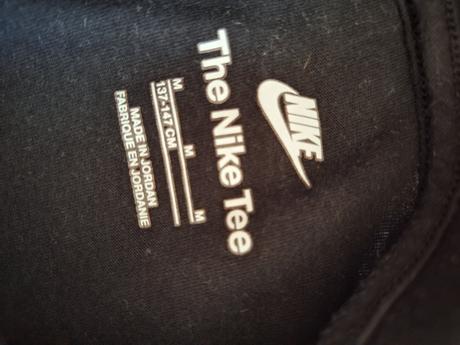 NIKE
The Nike Tee
M M M
137-147 CM
MADE IN JORDAN
FABRIQUE EN JORDANIE